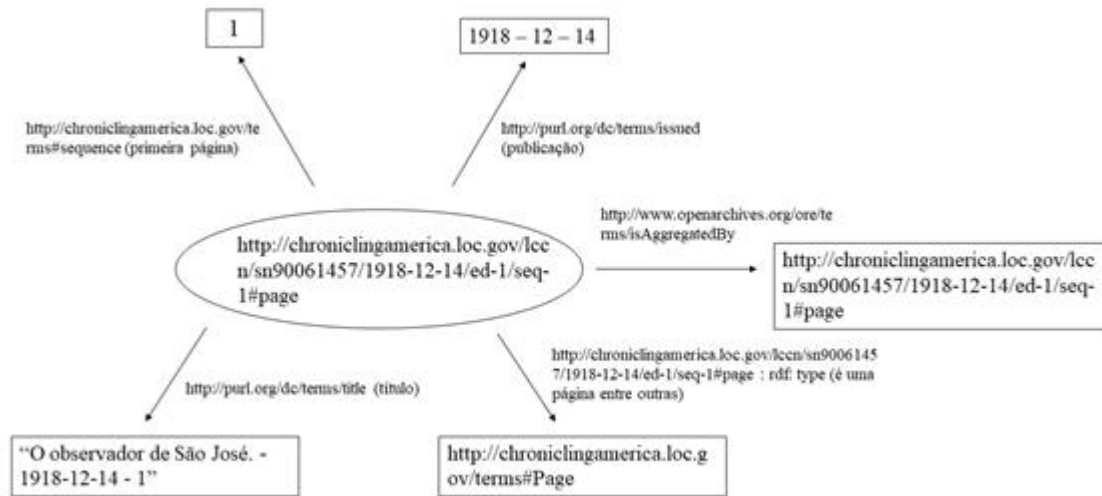 1
1918 – 12 – 14
http://chroniclingamerica.loc.gov/te
rms#sequence (primeira página)
http://purl.org/dc/terms/issued
(publicação)
http://www.openarchives.org/ore/te
rms/isAggregatedBy
http://chroniclingamerica.loc.gov/lcc
n/sn90061457/1918-12-14/ed-1/seq-
1#page
http://chroniclingamerica.loc.gov/lcc
n/sn90061457/1918-12-14/ed-1/seq-
1#page
http://chroniclingamerica.loc.gov/lccn/sn9006145
7/1918-12-14/ed-1/seq-1#page : rdf: type (é uma
página entre outras)
http://purl.org/dc/terms/title (título)
“O observador de São José. -
1918-12-14 - 1”
http://chroniclingamerica.loc.g
ov/terms#Page